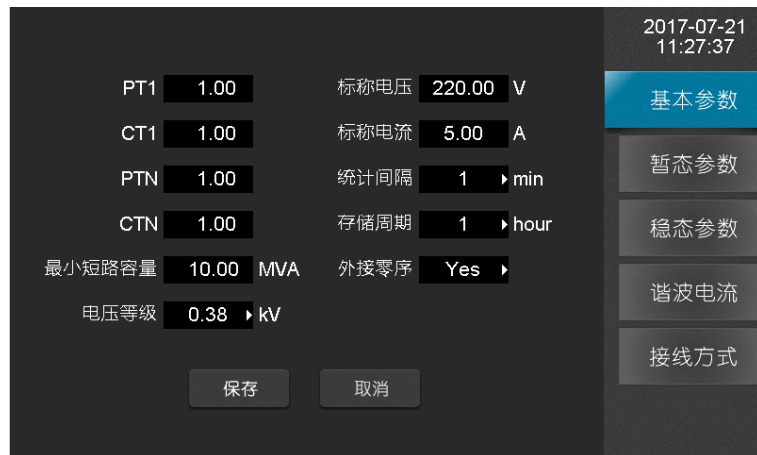 2017-07-21
11:27:37
PT1 1.00 标称电压 220.00 V
CT1 1.00 标称电流 5.00 A
PTN 1.00 统计间隔 1 min
CTN 1.00 存储周期 1 hour
最小短路容量 10.00 MVA 外接零序 Yes
电压等级 0.38 kV
保存 取消
基本参数
暂态参数
稳态参数
谐波电流
接线方式